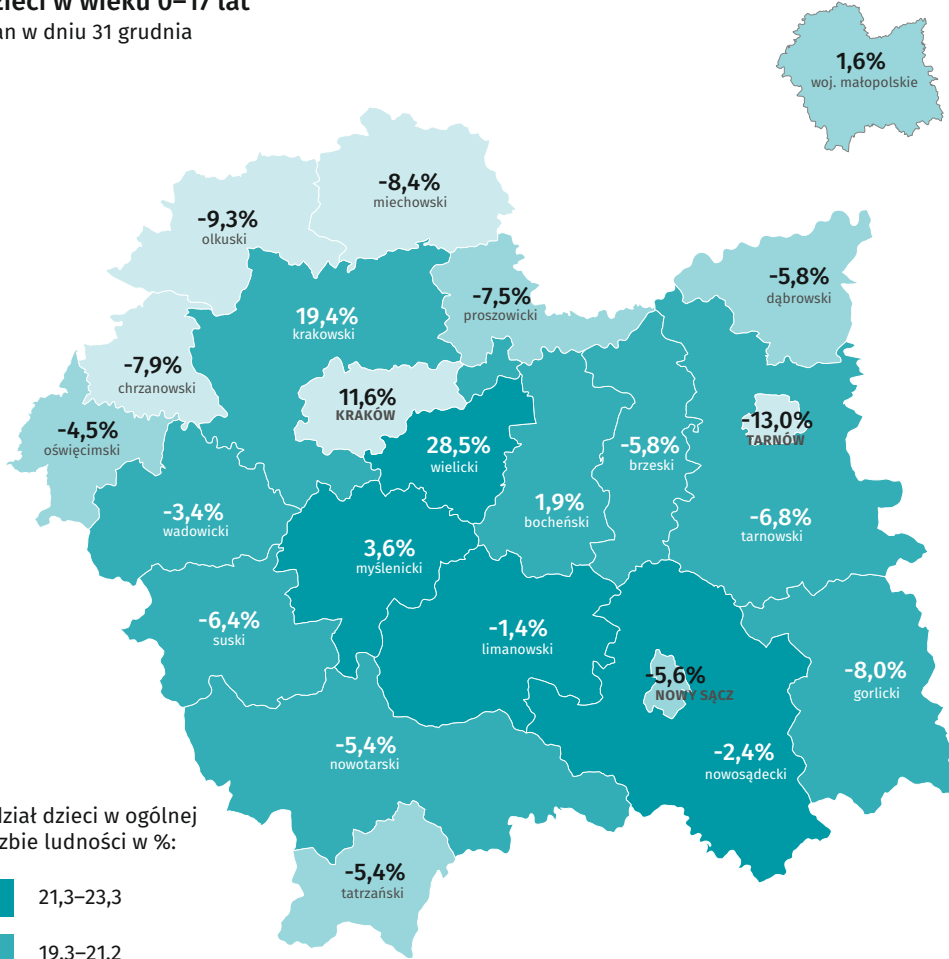 zieci w wieku 0–17 lat
an w dniu 31 grudnia
1,6%
woj. małopolskie
-8,4%
miechowski
-9,3%
olkuski
-5,8%
dąbrowski
-7,5%
proszowicki
19,4%
krakowski
-7,9%
chrzanowski
11,6%
KRAKÓW
-13,0%
TARNÓW
-4,5%
oświęcimski
28,5%
wielicki
-5,8%
brzeski
1,9%
bocheński
-3,4%
wadowicki
-6,8%
tarnowski
3,6%
myślenicki
-6,4%
suski
-1,4%
limanowski
-5,6%
NOWY SĄCZ
-8,0%
gorlicki
-5,4%
nowotarski
-2,4%
nowosądecki
-5,4%
tatrzański
dział dzieci w ogólnej
zbie ludności w %:
21,3–23,3
19,3–21,2